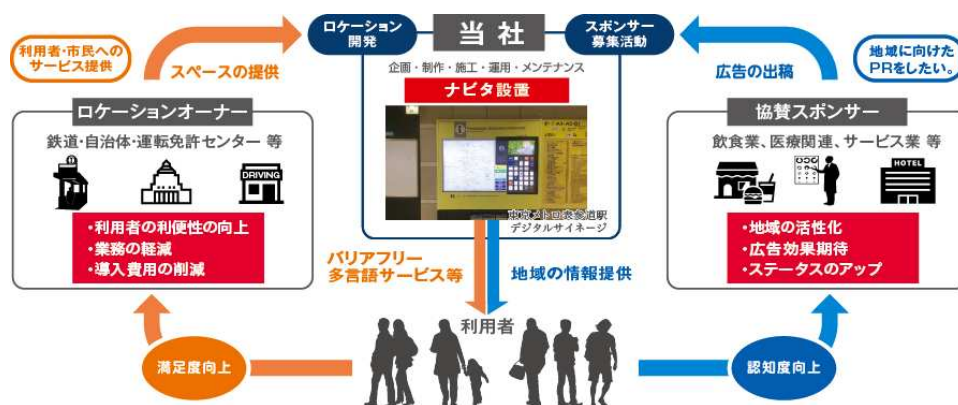 ロケーション
開発
当社
スポンサー
募集活動
利用者・市民への
サービス提供
スペースの提供
企画・制作・施工・運用・メンテナンス
ナビタ設置
広告の出稿
地域に向けた
PRをしたい。
ロケーションオーナー
鉄道・自治体・運転免許センター 等
DRIVING
・利用者の利便性の向上
・業務の軽減
・導入費用の削減
東京メトロ表参道駅
デジタルサイネージ
協賛スポンサー
飲食業、医療関連、サービス業 等
HOTEL
・地域の活性化
・広告効果期待
・ステータスのアップ
バリアフリー
多言語サービス等
地域の情報提供
利用者
満足度向上
認知度向上